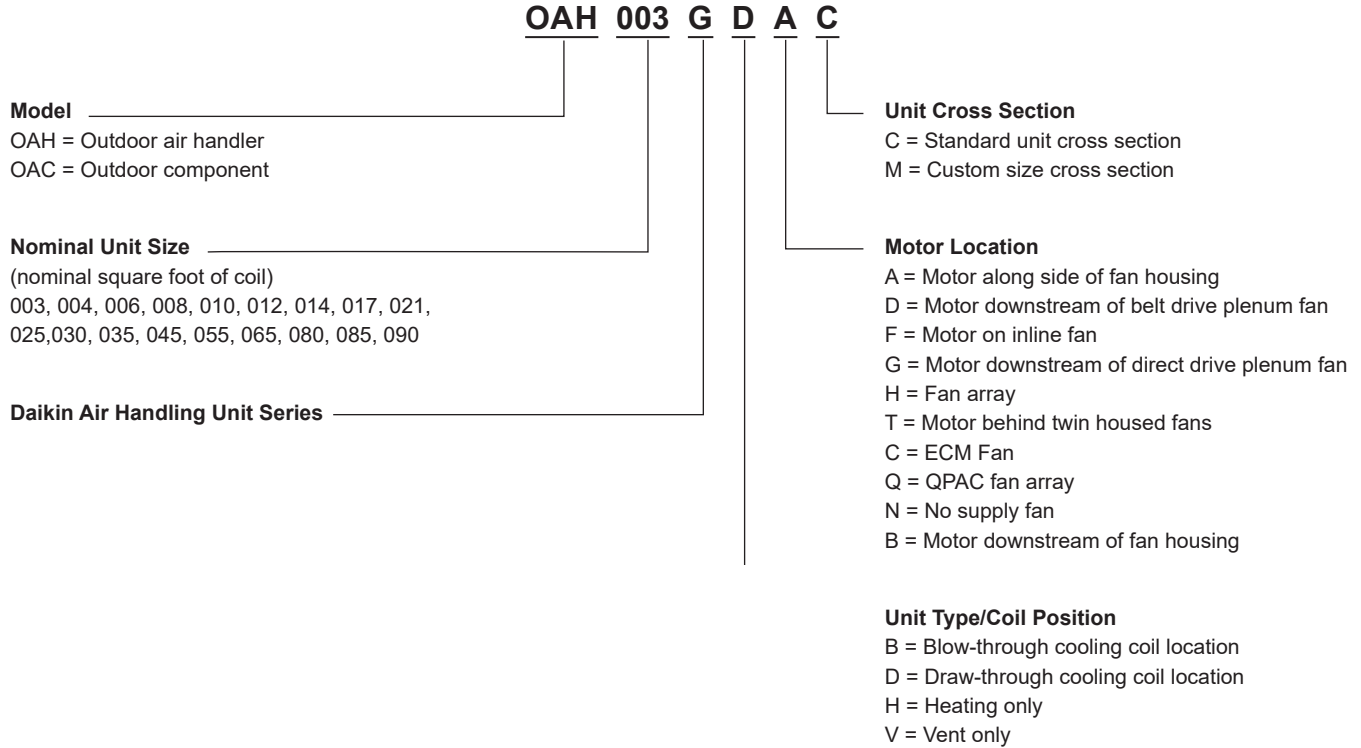 OAH 003 G D A C
Model
OAH = Outdoor air handler
OAC = Outdoor component
Nominal Unit Size
(nominal square foot of coil)
003, 004, 006, 008, 010, 012, 014, 017, 021,
025,030, 035, 045, 055, 065, 080, 085, 090
Daikin Air Handling Unit Series
Unit Cross Section
C = Standard unit cross section
M = Custom size cross section
Motor Location
A = Motor along side of fan housing
D = Motor downstream of belt drive plenum fan
F = Motor on inline fan
G = Motor downstream of direct drive plenum fan
H = Fan array
T = Motor behind twin housed fans
C = ECM Fan
Q = QPAC fan array
N = No supply fan
B = Motor downstream of fan housing
Unit Type/Coil Position
B = Blow-through cooling coil location
D = Draw-through cooling coil location
H = Heating only
V = Vent only